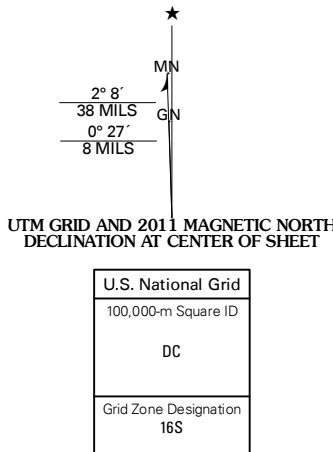 ★
MN
2° 8´
38 MILS
GN
0° 27´
8 MILS
UTM GRID AND 2011 MAGNETIC NORTH
DECLINATION AT CENTER OF SHEET
U.S. National Grid
100,000-m Square ID
DC
Grid Zone Designation
16S